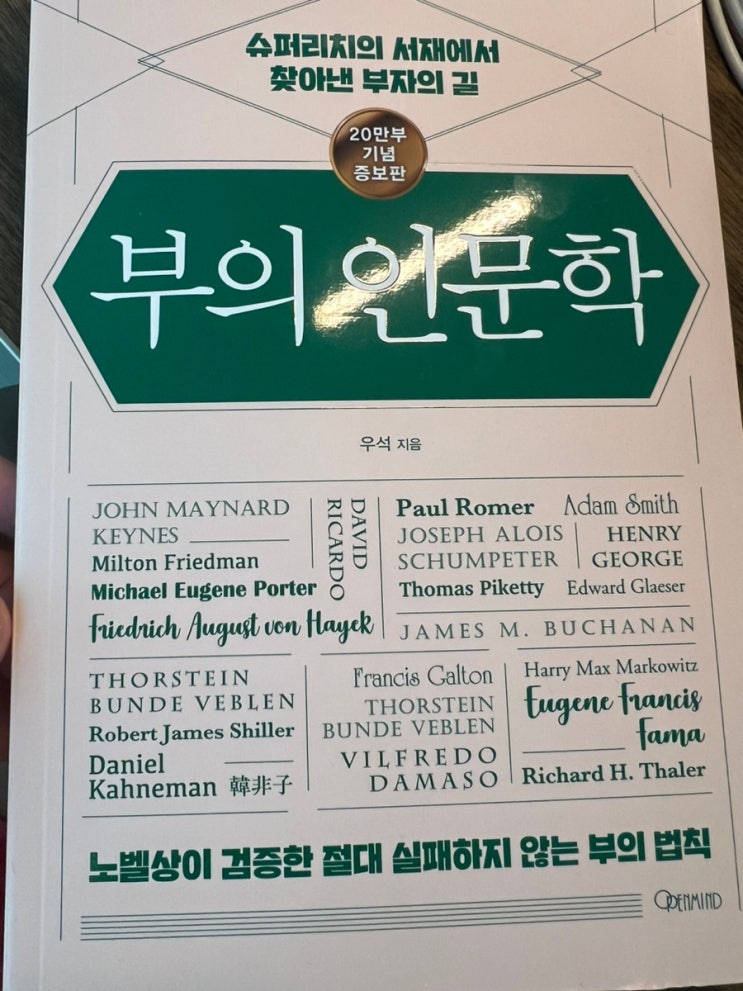 슈퍼리치의 서재에서
찾아낸 부자의 길
20만부
기념
증보판
부의 인문학
우석 지음
JOHN MAYNARD
KEYNES
Milton Friedman
Michael Eugene Porter
Friedrich August von Hayek
DAVID
RICARDO
Paul Romer
Adam Smith
JOSEPH ALOIS
SCHUMPETER
HENRY
GEORGE
Thomas Piketty
Edward Glaeser
JAMES M. BUCHANAN
THORSTEIN
BUNDE VEBLEN
Robert James Shiller
Daniel
Kahneman
韓非子
Francis Galton
THORSTEIN
BUNDE VEBLEN
VILFREDO
DAMASO
Harry Max Markowitz
Eugene Francis
Fama
Richard H. Thaler
노벨상이 검증한 절대 실패하지 않는 부의 법칙
OPENMIND